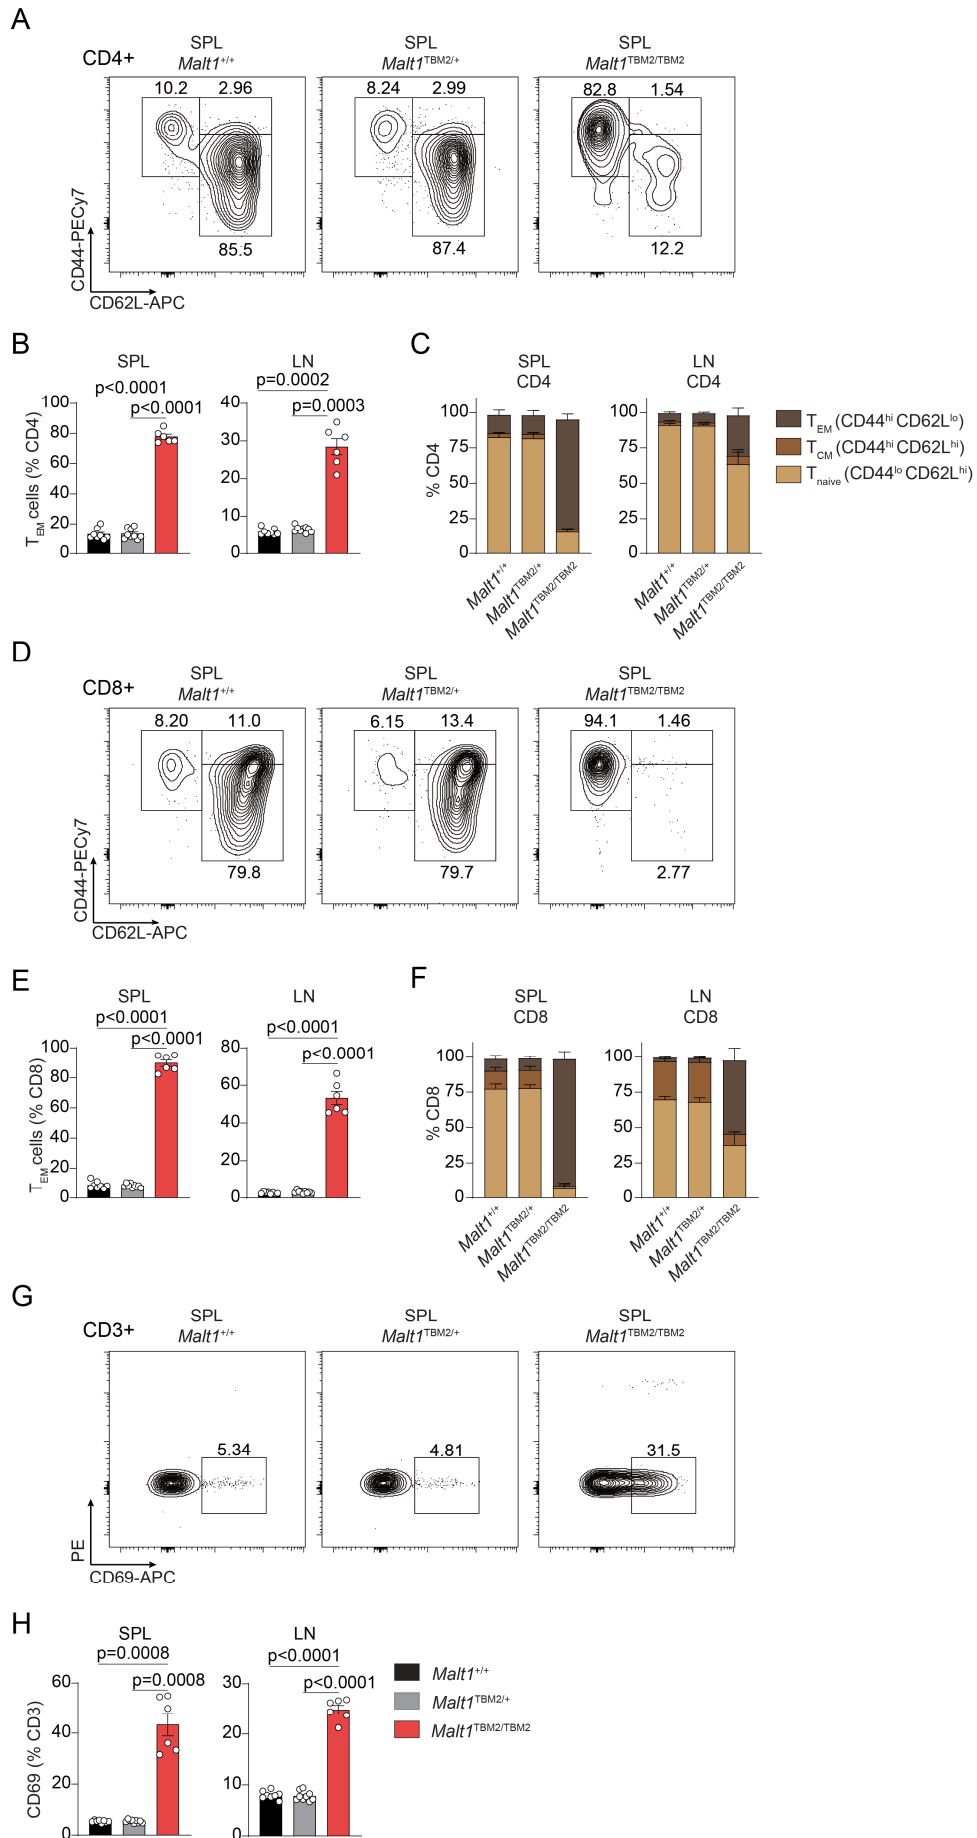 A
CD4+
SPL
Malt1+/+
SPL
Malt1TBM2/+
SPL
Malt1TBM2/TBM2
10.2 2.96
8.24 2.99
82.8 1.54
85.5
87.4
12.2
CD44-PECy7
CD62L-APC
B
SPL
p<0.0001
p<0.0001
100
80
60
40
20
0
TEM cells (% CD4)
LN
p=0.0002
p=0.0003
40
30
20
10
0
C
SPL
CD4
100
75
50
25
0
% CD4
Malt1+/+
Malt1TBM2/+
Malt1TBM2/TBM2
LN
CD4
100
75
50
25
0
Malt1+/+
Malt1TBM2/+
Malt1TBM2/TBM2
TEM (CD44hi CD62Llo)
TCM (CD44hi CD62Lhi)
Tnaive (CD44lo CD62Lhi)
D
CD8+
SPL
Malt1+/+
SPL
Malt1TBM2/+
SPL
Malt1TBM2/TBM2
8.20 11.0
6.15 13.4
94.1 1.46
79.8
79.7
2.77
CD44-PECy7
CD62L-APC
E
SPL
p<0.0001
p<0.0001
100
80
60
40
20
0
TEM cells (% CD8)
LN
p<0.0001
p<0.0001
80
60
40
20
0
F
SPL
CD8
100
75
50
25
0
% CD8
Malt1+/+
Malt1TBM2/+
Malt1TBM2/TBM2
LN
CD8
100
75
50
25
0
Malt1+/+
Malt1TBM2/+
Malt1TBM2/TBM2
G
CD3+
SPL
Malt1+/+
SPL
Malt1TBM2/+
SPL
Malt1TBM2/TBM2
5.34
4.81
31.5
PE
CD69-APC
H
SPL
p=0.0008
p=0.0008
60
40
20
0
CD69 (% CD3)
LN
p<0.0001
p<0.0001
30
20
10
0
Malt1+/+
Malt1TBM2/+
Malt1TBM2/TBM2